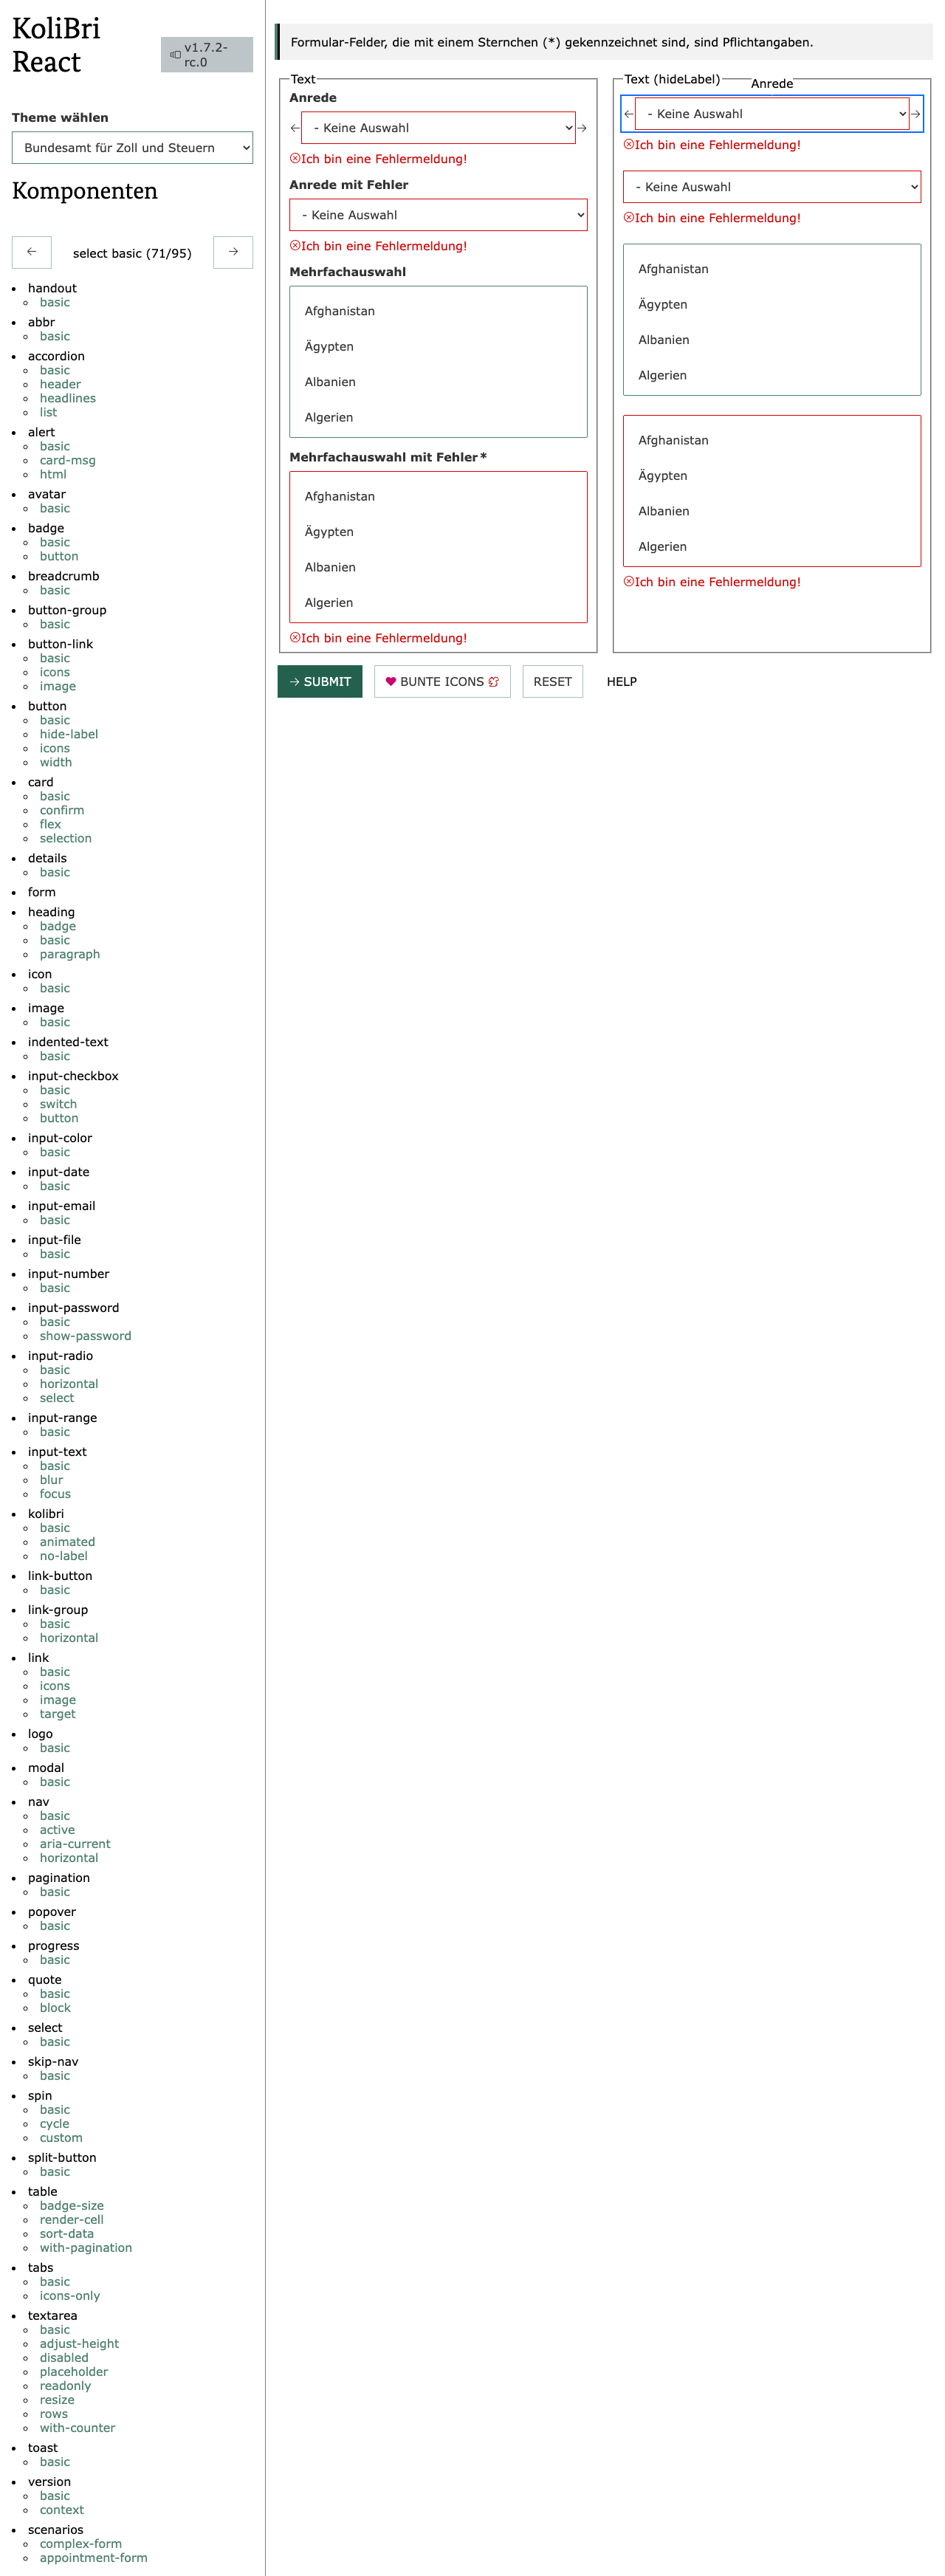 KoliBri
React
v1.7.2-
rc.0
Theme wählen
Bundesamt für Zoll und Steuern
Komponenten
select basic (71/95)
handout
basic
abbr
basic
accordion
basic
header
headlines
list
alert
basic
card-msg
html
avatar
basic
badge
basic
button
breadcrumb
basic
button-group
basic
button-link
basic
icons
image
button
basic
hide-label
icons
width
card
basic
confirm
flex
selection
details
basic
form
heading
badge
basic
paragraph
icon
basic
image
basic
indented-text
basic
input-checkbox
basic
switch
button
input-color
basic
input-date
basic
input-email
basic
input-file
basic
input-number
basic
input-password
basic
show-password
input-radio
basic
horizontal
select
input-range
basic
input-text
basic
blur
focus
kolibri
basic
animated
no-label
link-button
basic
link-group
basic
horizontal
link
basic
icons
image
target
logo
basic
modal
basic
nav
basic
active
aria-current
horizontal
pagination
basic
popover
basic
progress
basic
quote
basic
block
select
basic
skip-nav
basic
spin
basic
cycle
custom
split-button
basic
table
badge-size
render-cell
sort-data
with-pagination
tabs
basic
icons-only
textarea
basic
adjust-height
disabled
placeholder
readonly
resize
rows
with-counter
toast
basic
version
basic
context
scenarios
complex-form
appointment-form
Formular-Felder, die mit einem Sternchen (*) gekennzeichnet sind, sind Pflichtangaben.
Text
Anrede
- Keine Auswahl
Ich bin eine Fehlermeldung!
Anrede mit Fehler
- Keine Auswahl
Ich bin eine Fehlermeldung!
Mehrfachauswahl
Afghanistan
Ägypten
Albanien
Algerien
Mehrfachauswahl mit Fehler*
Afghanistan
Ägypten
Albanien
Algerien
Ich bin eine Fehlermeldung!
Text (hideLabel)
Anrede
- Keine Auswahl
Ich bin eine Fehlermeldung!
- Keine Auswahl
Ich bin eine Fehlermeldung!
Afghanistan
Ägypten
Albanien
Algerien
Afghanistan
Ägypten
Albanien
Algerien
Ich bin eine Fehlermeldung!
SUBMIT
BUNTE ICONS
RESET
HELP